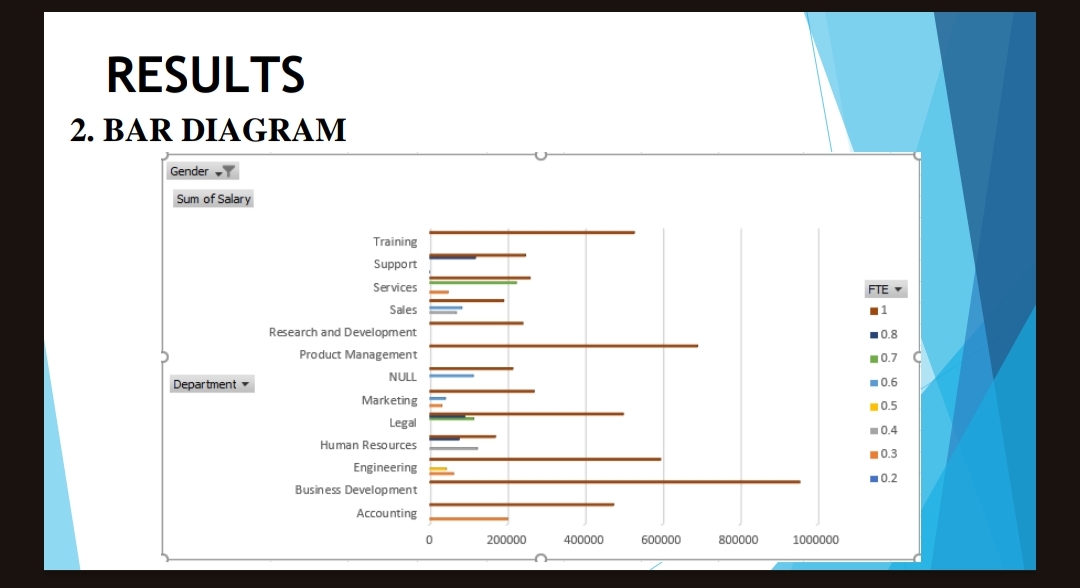 RESULTS
2. BAR DIAGRAM
Gender
Sum of Salary
Training
Support
Services
Sales
Research and Development
Product Management
NULL
Marketing
Legal
Human Resources
Engineering
Business Development
Accounting
Department
0 200000 400000 600000 800000 1000000
FTE
1
0.8
0.7
0.6
0.5
0.4
0.3
0.2